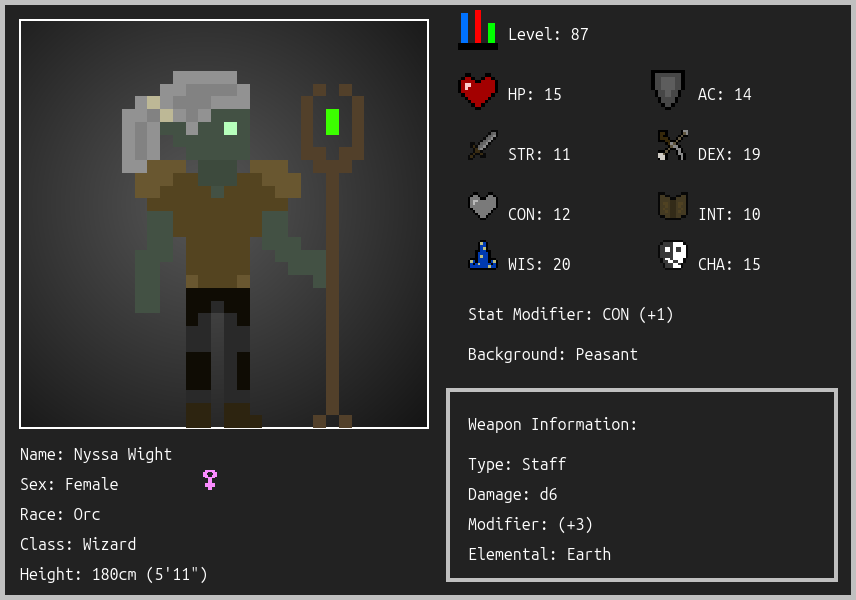 Level: 87
HP: 15
AC: 14
STR: 11
DEX: 19
CON: 12
INT: 10
WIS: 20
CHA: 15
Stat Modifier: CON (+1)
Background: Peasant
Weapon Information:
Type: Staff
Damage: d6
Modifier: (+3)
Elemental: Earth
Name: Nyssa Wight
Sex: Female
Race: Orc
Class: Wizard
Height: 180cm (5'11")